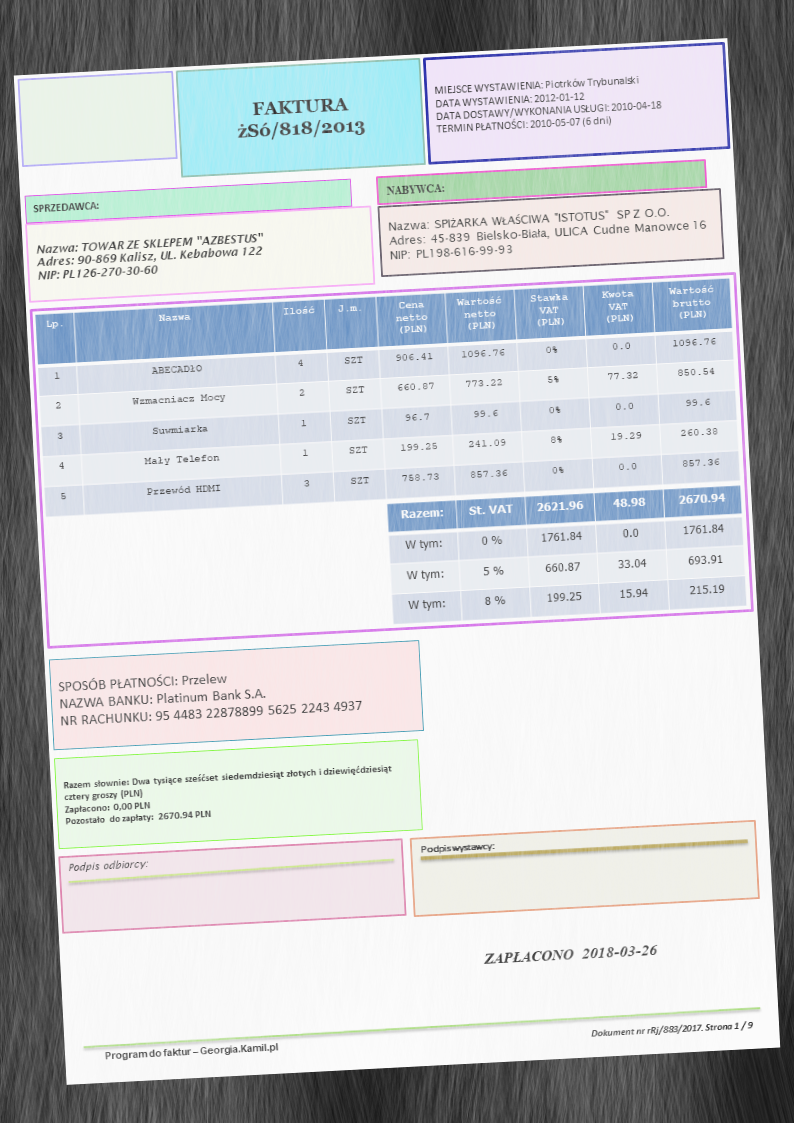 FAKTURA
żSó/818/2013
MIEJSCE WYSTAWIENIA: Piotrków Trybunalski
DATA WYSTAWIENIA: 2012-01-12
DATA DOSTAWY/WYKONANIA USŁUGI: 2010-04-18
TERMIN PŁATNOŚCI: 2010-05-07 (6 dni)
SPRZEDAWCA:
Nazwa: TOWAR ZE SKLEPEM "AZBESTUS"
Adres: 90-869 Kalisz, UL. Kebabowa 122
NIP: PL126-270-30-60
NABYWCA:
Nazwa: SPIŻARKA WŁAŚCIWA "ISTOTUS" SP Z O.O.
Adres: 45-839 Bielsko-Biała, ULICA Cudne Manowce 16
NIP: PL198-616-99-93
Lp. Nazwa Ilość J.m. Cena netto (PLN) Wartość netto (PLN) Stawka VAT (PLN) Kwota VAT (PLN) Wartość brutto (PLN)
1 ABECADŁO 4 SZT 906.41 1096.76 0% 0.0 1096.76
2 Wzmacniacz Mocy 2 SZT 660.87 773.22 5% 77.32 850.54
3 Suwmiarka 1 SZT 96.7 99.6 0% 0.0 99.6
4 Mały Telefon 1 SZT 199.25 241.09 8% 19.29 260.38
5 Przewód HDMI 3 SZT 758.73 857.36 0% 0.0 857.36
Razem: St. VAT 2621.96 48.98 2670.94
W tym: 0 % 1761.84 0.0 1761.84
W tym: 5 % 660.87 33.04 693.91
W tym: 8 % 199.25 15.94 215.19
SPOSÓB PŁATNOŚCI: Przelew
NAZWA BANKU: Platinum Bank S.A.
NR RACHUNKU: 95 4483 22878899 5625 2243 4937
Razem słownie: Dwa tysiące sześćset siedemdziesiąt złotych i dziewięćdziesiąt
cztery groszy (PLN)
Zapłacono: 0,00 PLN
Pozostało do zapłaty: 2670.94 PLN
Podpis odbiorcy:
Podpis wystawcy:
ZAPŁACONO 2018-03-26
Program do faktur – Georgia.Kamil.pl
Dokument nr rRj/883/2017. Strona 1 / 9